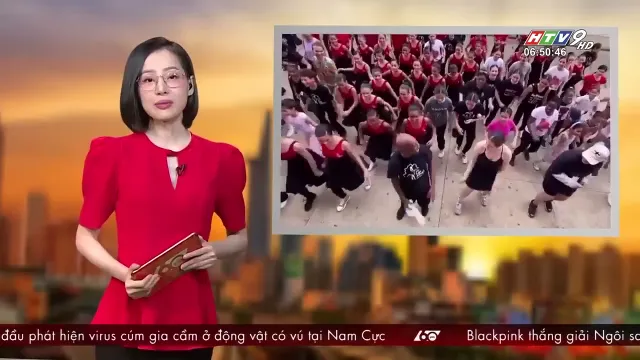 HTV9 HD
06:50:46
đầu phát hiện virus cúm gia cầm ở động vật có vú tại Nam Cực
60
Blackpink thắng giải Ngôi sa